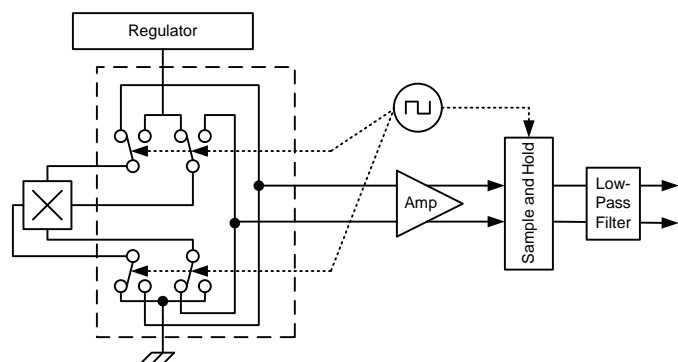 Regulator
Amp
Sample and Hold
Low-
Pass
Filter